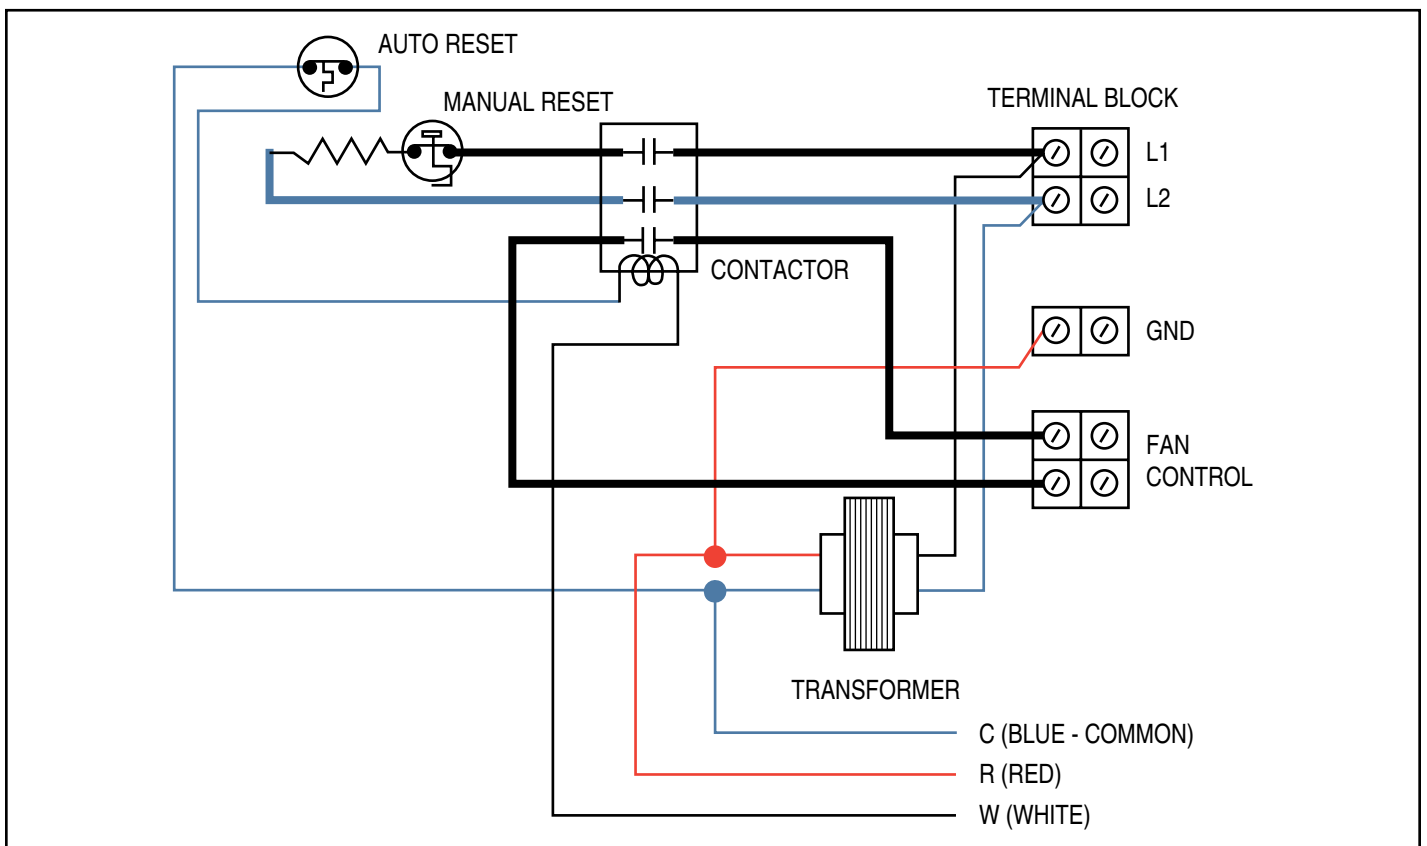 AUTO RESET
MANUAL RESET
TERMINAL BLOCK
L1
L2
CONTACTOR
GND
FAN
CONTROL
TRANSFORMER
C (BLUE - COMMON)
R (RED)
W (WHITE)